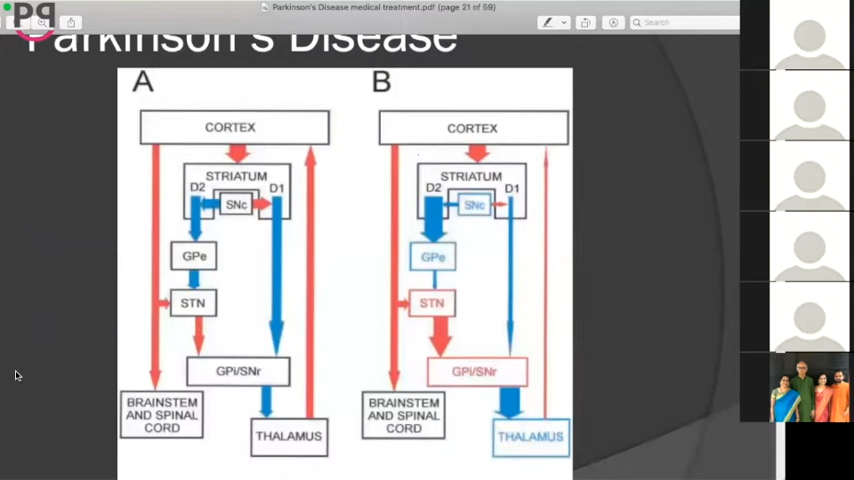 Parkinson's Disease medical treatment.pdf (page 21 of 59)
Search
PQ
Parkinson's Disease
A
B
CORTEX
STRIATUM
D2
D1
SNc
GPe
STN
GPi/SNr
BRAINSTEM
AND SPINAL
CORD
THALAMUS
CORTEX
STRIATUM
D2
D1
SNc
GPe
STN
GPi/SNr
BRAINSTEM
AND SPINAL
CORD
THALAMUS